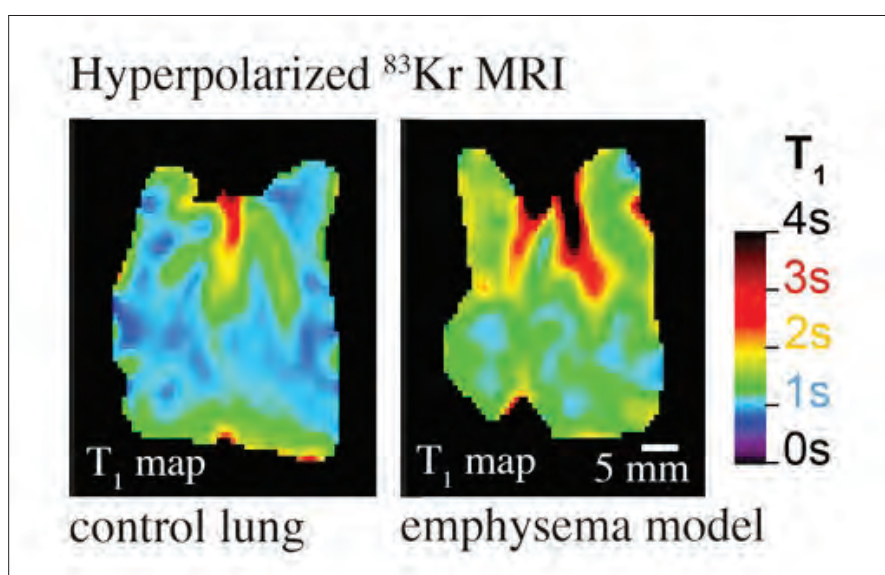 Hyperpolarized ⁸³Kr MRI
T₁ map
control lung
T₁ map
5 mm
emphysema model
T₁
4s
3s
2s
1s
0s